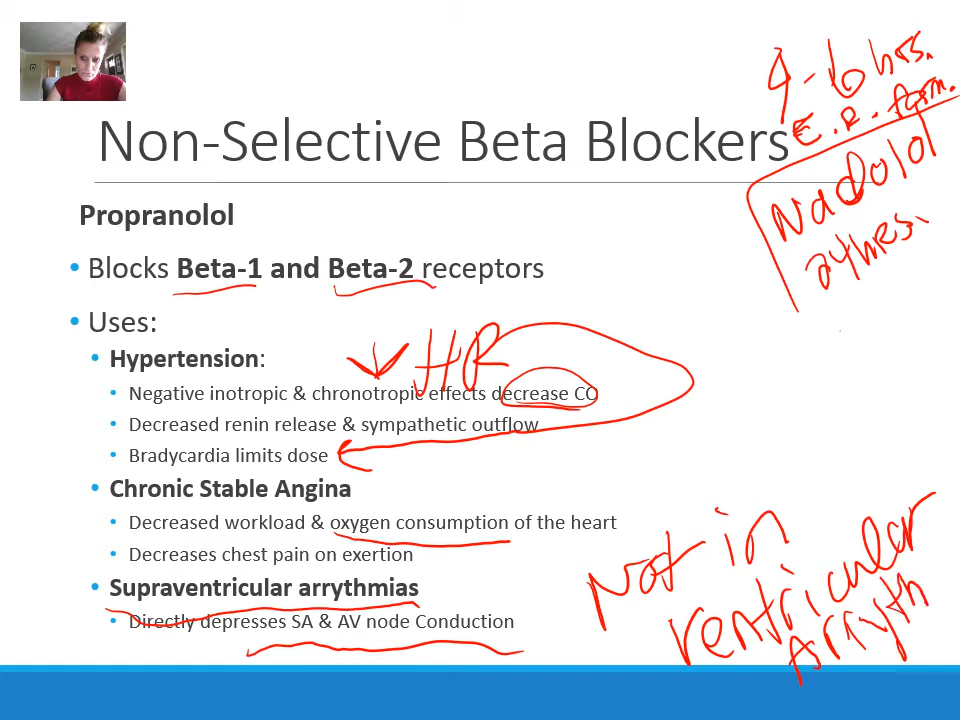 4-6 hrs.
E.R. form.
Non-Selective Beta Blockers
Nadolol
24hrs.
Propranolol
• Blocks Beta-1 and Beta-2 receptors
• Uses:
• Hypertension:
↓ HR
• Negative inotropic & chronotropic effects decrease CO
• Decreased renin release & sympathetic outflow
• Bradycardia limits dose
• Chronic Stable Angina
• Decreased workload & oxygen consumption of the heart
• Decreases chest pain on exertion
• Supraventricular arrythmias
• Directly depresses SA & AV node Conduction
Not in
ventricular
Arryth